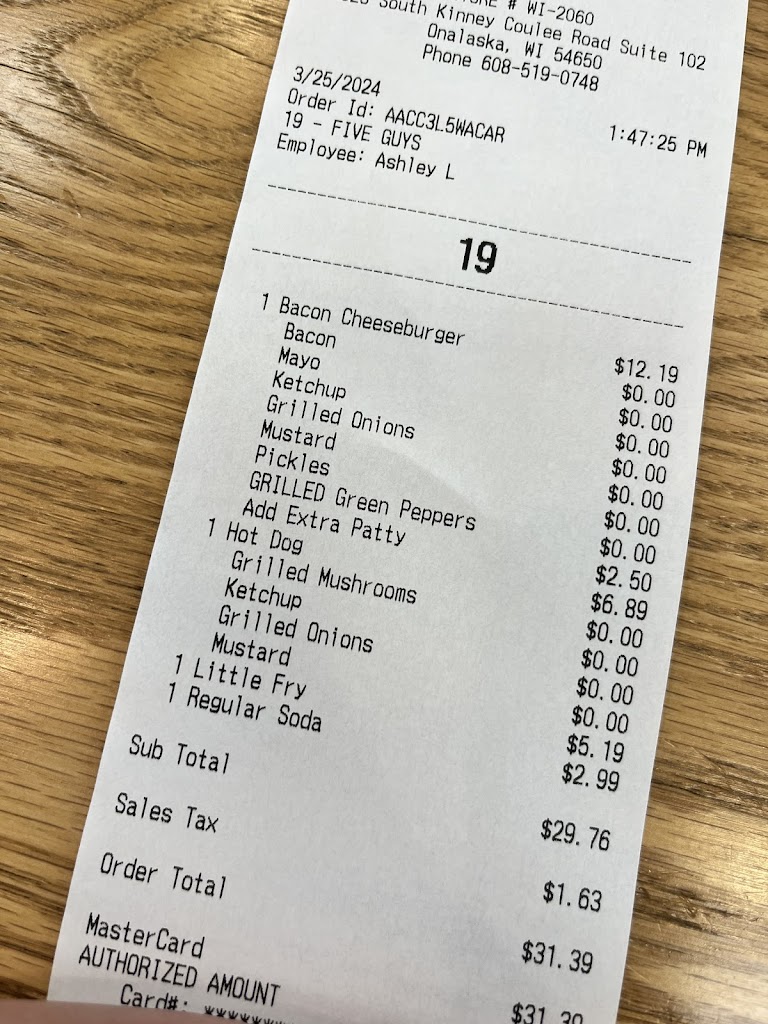 # WI-2060
South Kinney Coulee Road Suite 102
Onalaska, WI 54650
Phone 608-519-0748
3/25/2024 1:47:25 PM
Order Id: AACC3L5WACAR
19 - FIVE GUYS
Employee: Ashley L
19
1 Bacon Cheeseburger $12.19
Bacon $0.00
Mayo $0.00
Ketchup $0.00
Grilled Onions $0.00
Mustard $0.00
Pickles $0.00
GRILLED Green Peppers $0.00
Add Extra Patty $2.50
1 Hot Dog $6.89
Grilled Mushrooms $0.00
Ketchup $0.00
Grilled Onions $0.00
Mustard $0.00
1 Little Fry $5.19
1 Regular Soda $2.99
Sub Total $29.76
Sales Tax $1.63
Order Total $31.39
MasterCard
AUTHORIZED AMOUNT $31.39
Card#: *******